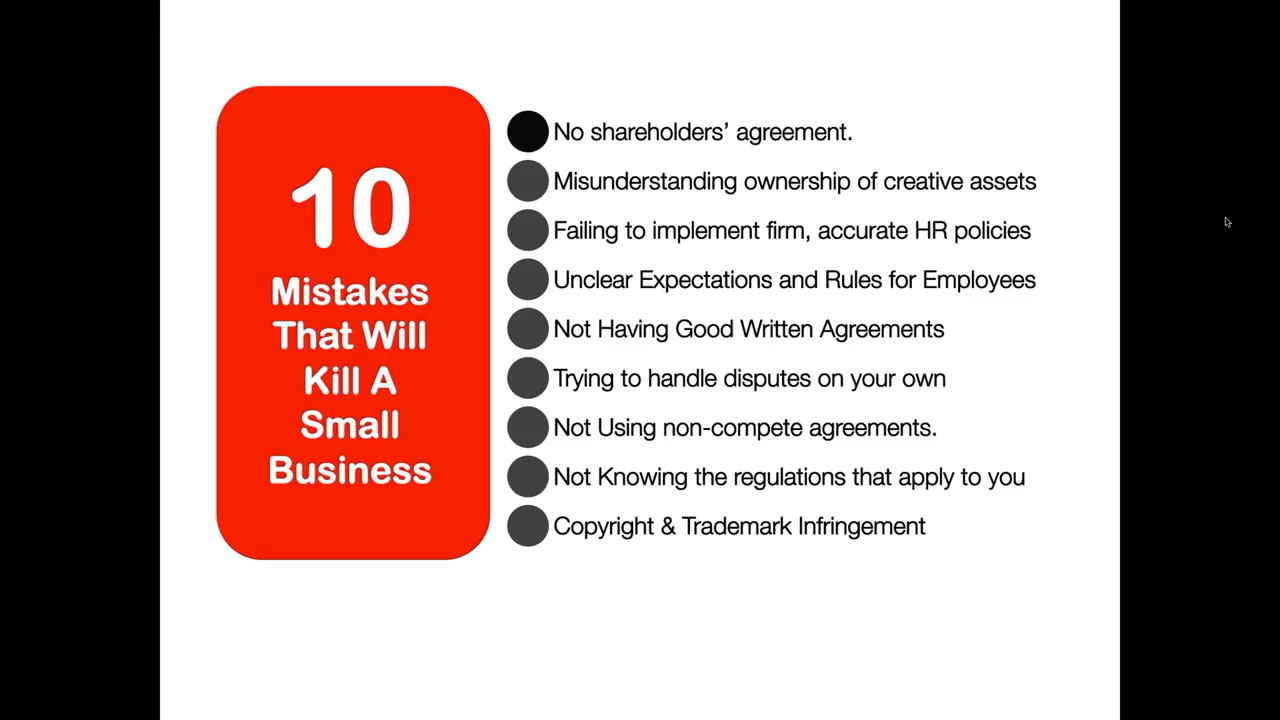 10
Mistakes
That Will
Kill A
Small
Business
No shareholders’ agreement.
Misunderstanding ownership of creative assets
Failing to implement firm, accurate HR policies
Unclear Expectations and Rules for Employees
Not Having Good Written Agreements
Trying to handle disputes on your own
Not Using non-compete agreements.
Not Knowing the regulations that apply to you
Copyright & Trademark Infringement